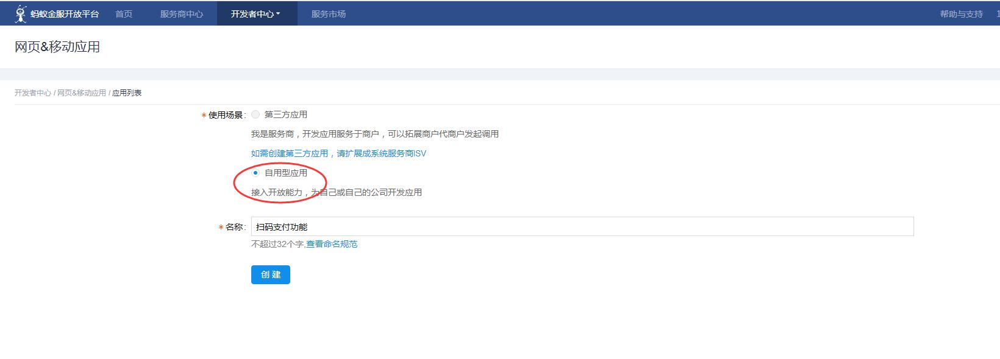 蚂蚁金服开放平台 首页 服务商中心 开发者中心 服务市场 帮助与支持 1
网页&移动应用
开发者中心 / 网页&移动应用 / 应用列表
* 使用场景: 第三方应用
我是服务商，开发应用服务于商户，可以拓展商户代商户发起调用
如需创建第三方应用，请扩展成系统服务商ISV
自用型应用
接入开放能力，为自己或自己的公司开发应用
* 名称: 扫码支付功能
不超过32个字,查看命名规范
创 建